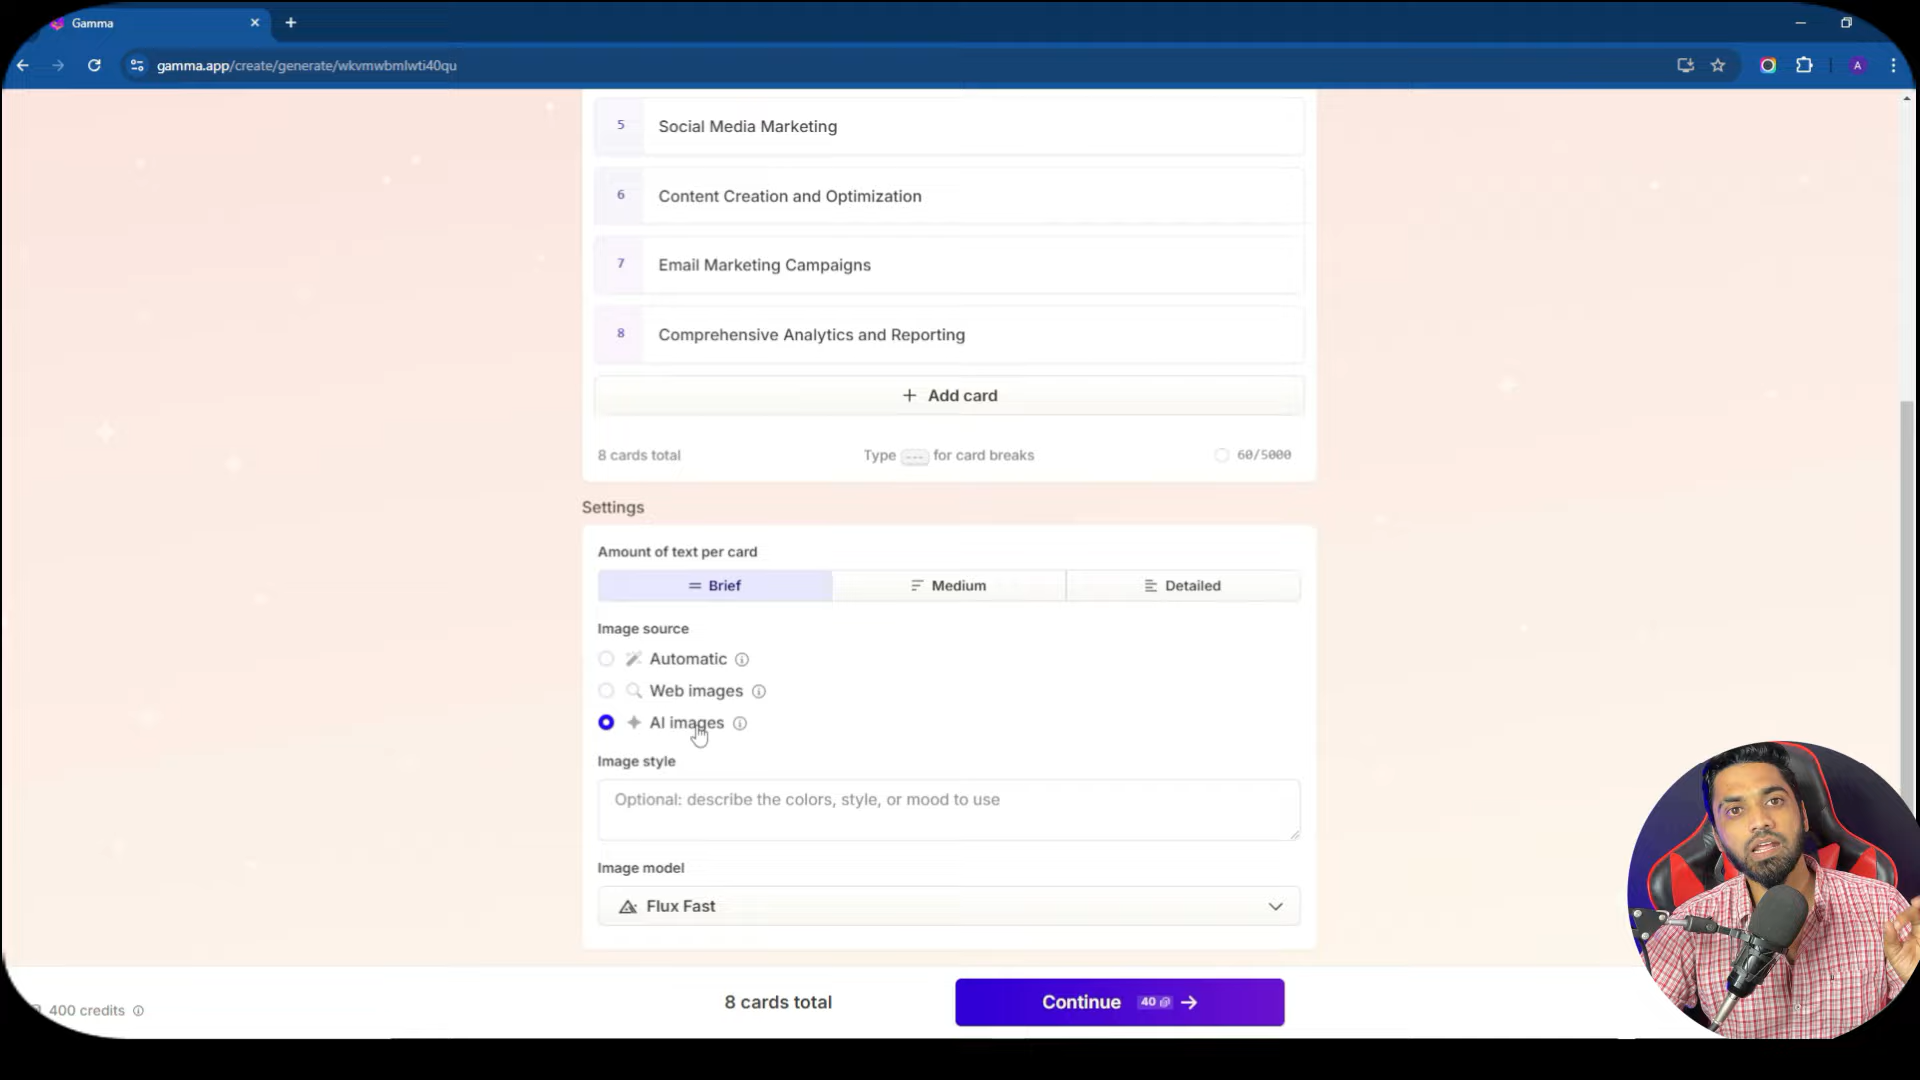 Gamma
gamma.app/create/generate/wkvmwbmlwti40qu
A
5 Social Media Marketing
6 Content Creation and Optimization
7 Email Marketing Campaigns
8 Comprehensive Analytics and Reporting
+ Add card
8 cards total Type --- for card breaks 60/5000
Settings
Amount of text per card
Brief Medium Detailed
Image source
Automatic
Web images
AI images
Image style
Optional: describe the colors, style, or mood to use
Image model
Flux Fast
400 credits 8 cards total Continue 40